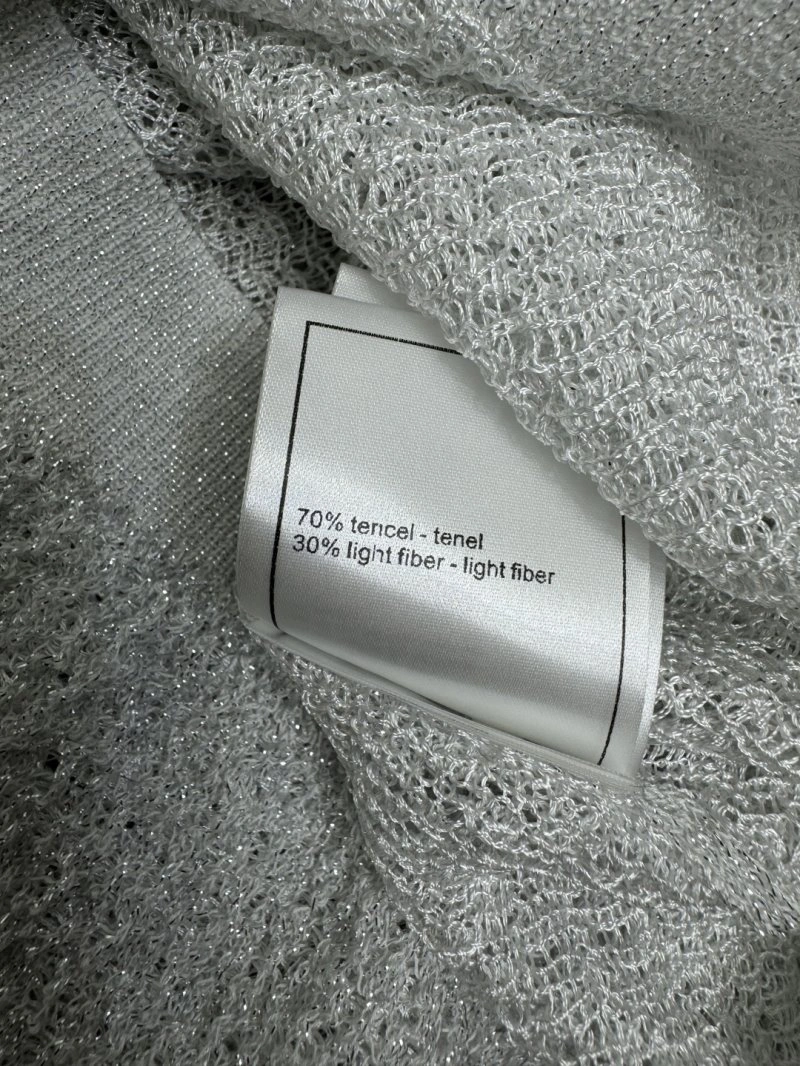 70% tencel - tenel
30% light fiber - light fiber